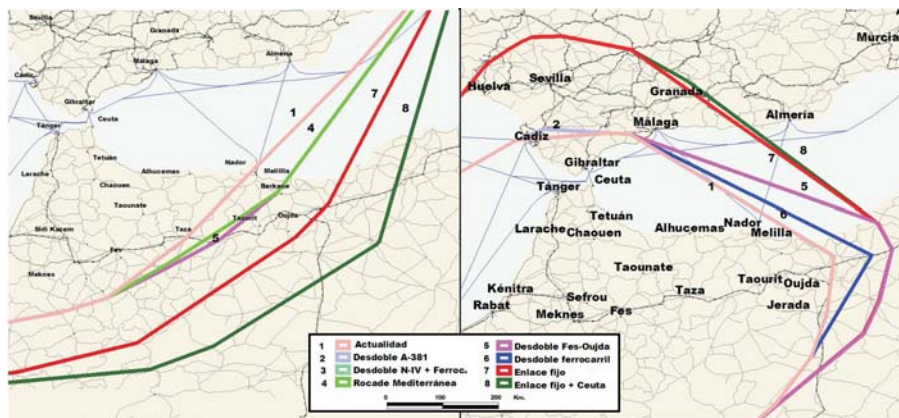 Sevilla
Granada
Málaga
Almería
Cádiz
Gibraltar
Ceuta
Tánger
Tetuán
Larache
Chaouen
Alhucemas
Nador
Melilla
Berkane
Taounate
Sidi Kacem
Fes
Taza
Taourit
Oujda
Meknes
1
4
7
8
5
Murcia
Huelva
Sevilla
Granada
Almería
2
Málaga
Cadiz
Gibraltar
Ceuta
Tánger
7
8
5
1
6
Tetuán
Larache
Chaouen
Alhucemas
Nador
Melilla
Taounate
Taourit
Oujda
Kénitra
Sefrou
Taza
Jerada
Rabat
Meknes
Fes
1 Actualidad
2 Desdoble A-381
3 Desdoble N-IV + Ferroc.
4 Rocade Mediterránea
5 Desdoble Fes-Oujda
6 Desdoble ferrocarril
7 Enlace fijo
8 Enlace fijo + Ceuta
0 100 200 Km.